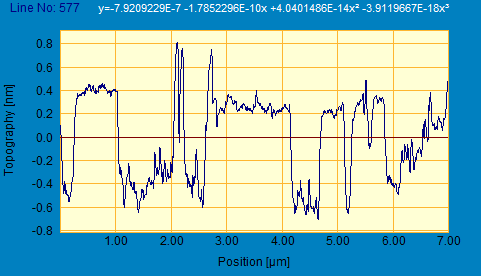 Line No: 577 y=-7.9209229E-7 -1.7852296E-10x +4.0401486E-14x² -3.9119667E-18x³
0.8
0.6
0.4
0.2
0.0
-0.2
-0.4
-0.6
-0.8
Topography [nm]
1.00 2.00 3.00 4.00 5.00 6.00 7.00
Position [µm]